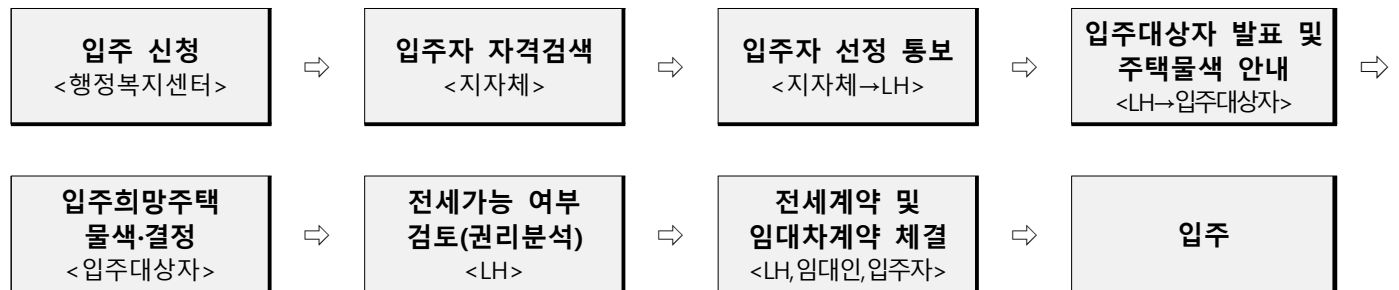 입주 신청
<행정복지센터>
⇨
입주자 자격검색
<지자체>
⇨
입주자 선정 통보
<지자체→LH>
⇨
입주대상자 발표 및
주택물색 안내
<LH→입주대상자>
⇨
입주희망주택
물색·결정
<입주대상자>
⇨
전세가능 여부
검토(권리분석)
<LH>
⇨
전세계약 및
임대차계약 체결
<LH,임대인,입주자>
⇨
입주